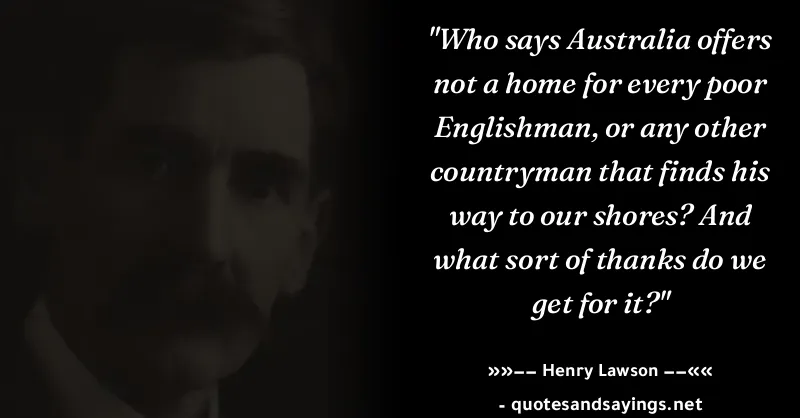 "Who says Australia offers
not a home for every poor
Englishman, or any other
countryman that finds his
way to our shores? And
what sort of thanks do we
get for it?"
»»—— Henry Lawson ——««
- quotesandsayings.net